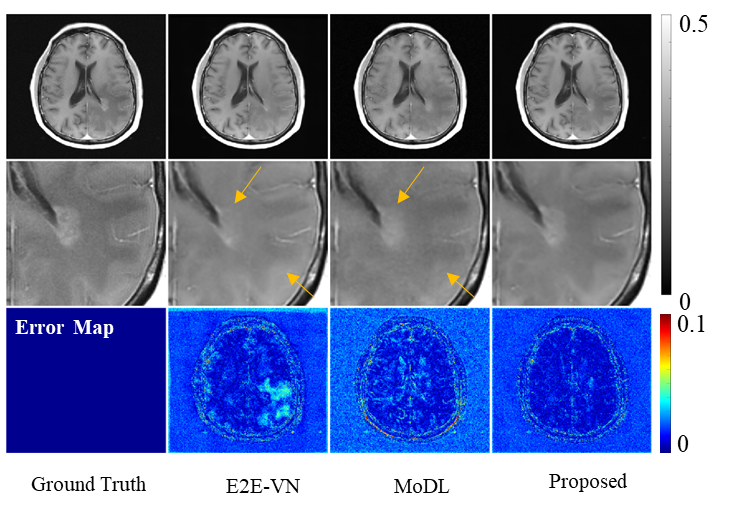 0.5
0
Error Map
0.1
0
Ground Truth
E2E-VN
MoDL
Proposed